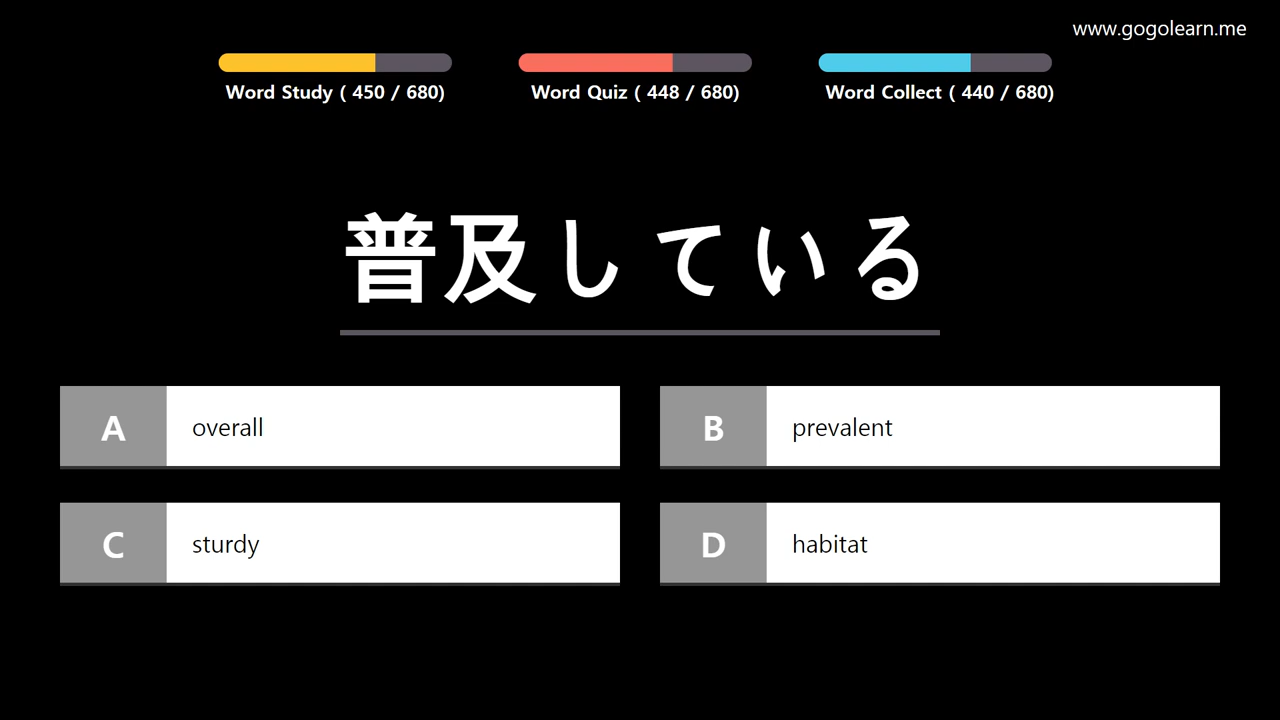 www.gogolearn.me
Word Study ( 450 / 680)
Word Quiz ( 448 / 680)
Word Collect ( 440 / 680)
普及している
A overall
B prevalent
C sturdy
D habitat